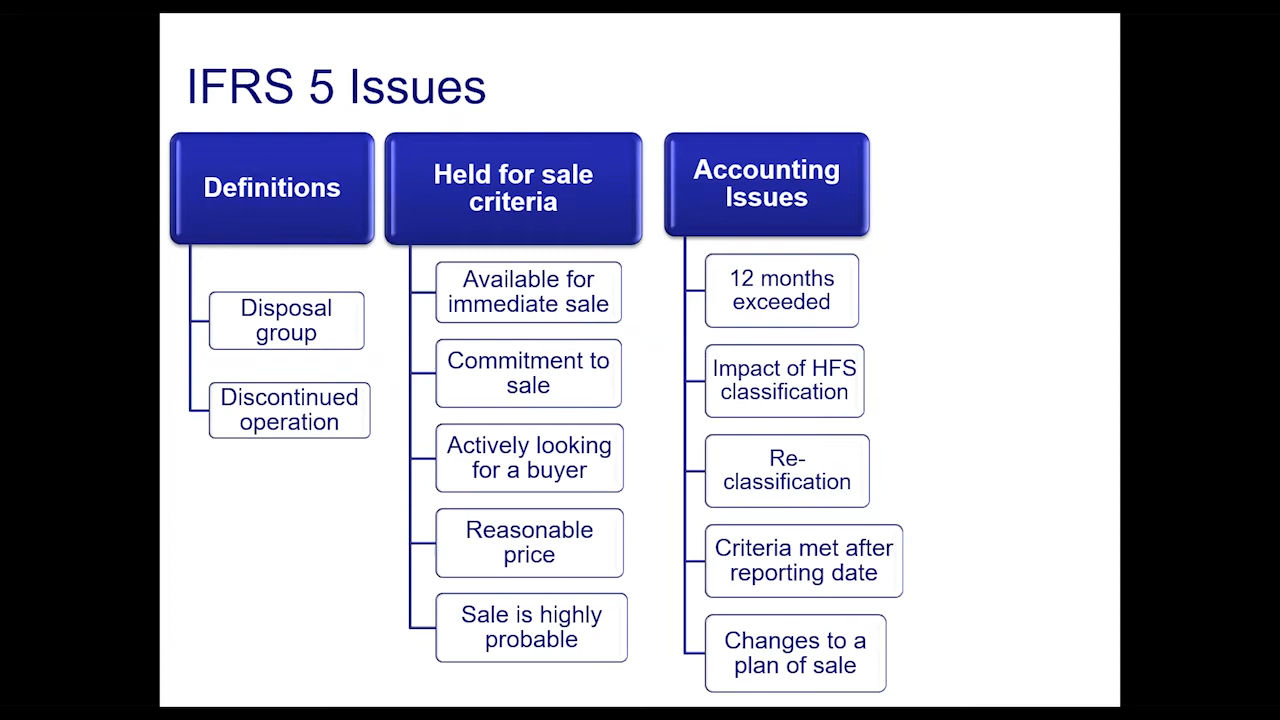 IFRS 5 Issues
Definitions
Disposal
group
Discontinued
operation
Held for sale
criteria
Available for
immediate sale
Commitment to
sale
Actively looking
for a buyer
Reasonable
price
Sale is highly
probable
Accounting
Issues
12 months
exceeded
Impact of HFS
classification
Re-
classification
Criteria met after
reporting date
Changes to a
plan of sale